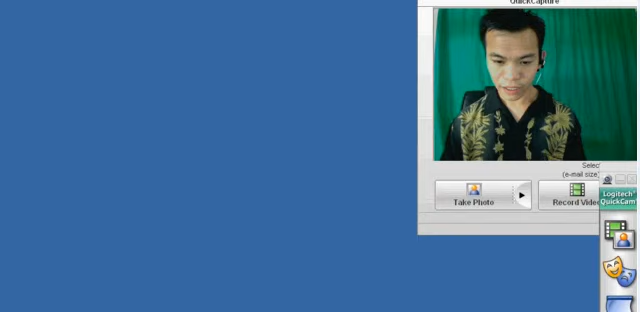 QuickCapture
Select
(e-mail size)
Take Photo
Record Video
Logitech®
QuickCam®